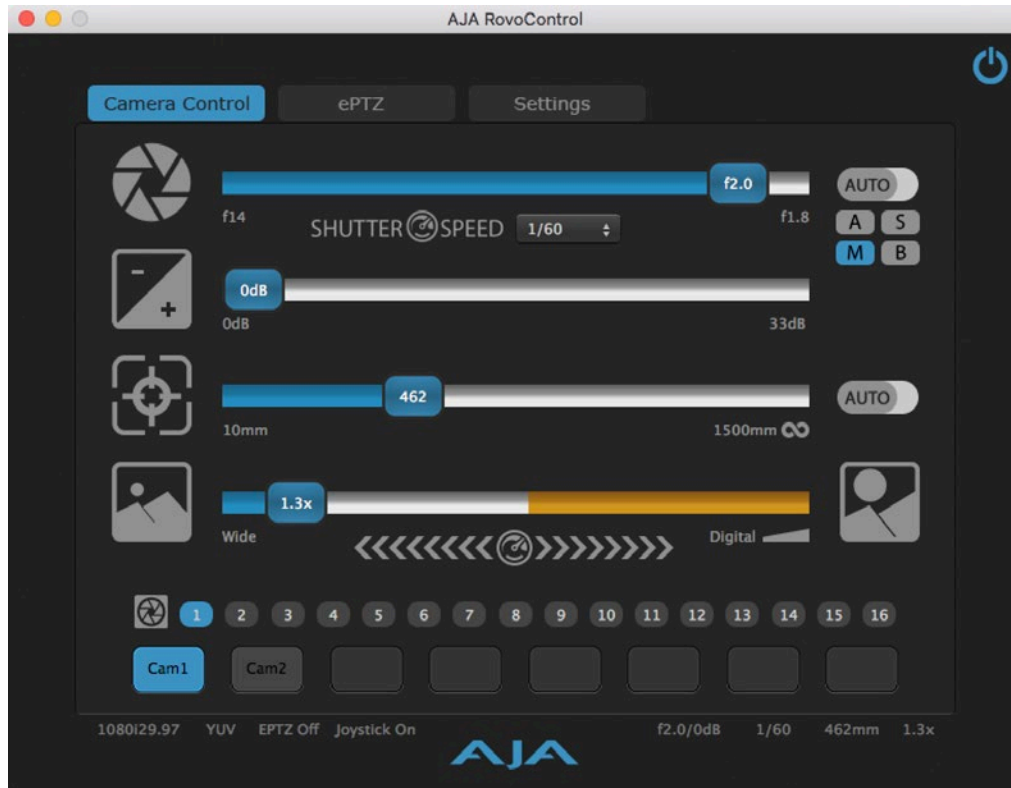 AJA RovoControl
Camera Control ePTZ Settings
f2.0 AUTO
f14 f1.8
SHUTTER SPEED 1/60
A S
M B
- +
0dB
0dB 33dB
462 AUTO
10mm 1500mm
1.3x
Wide Digital
1 2 3 4 5 6 7 8 9 10 11 12 13 14 15 16
Cam1 Cam2
1080i29.97 YUV EPTZ Off Joystick On f2.0/0dB 1/60 462mm 1.3x
AJA